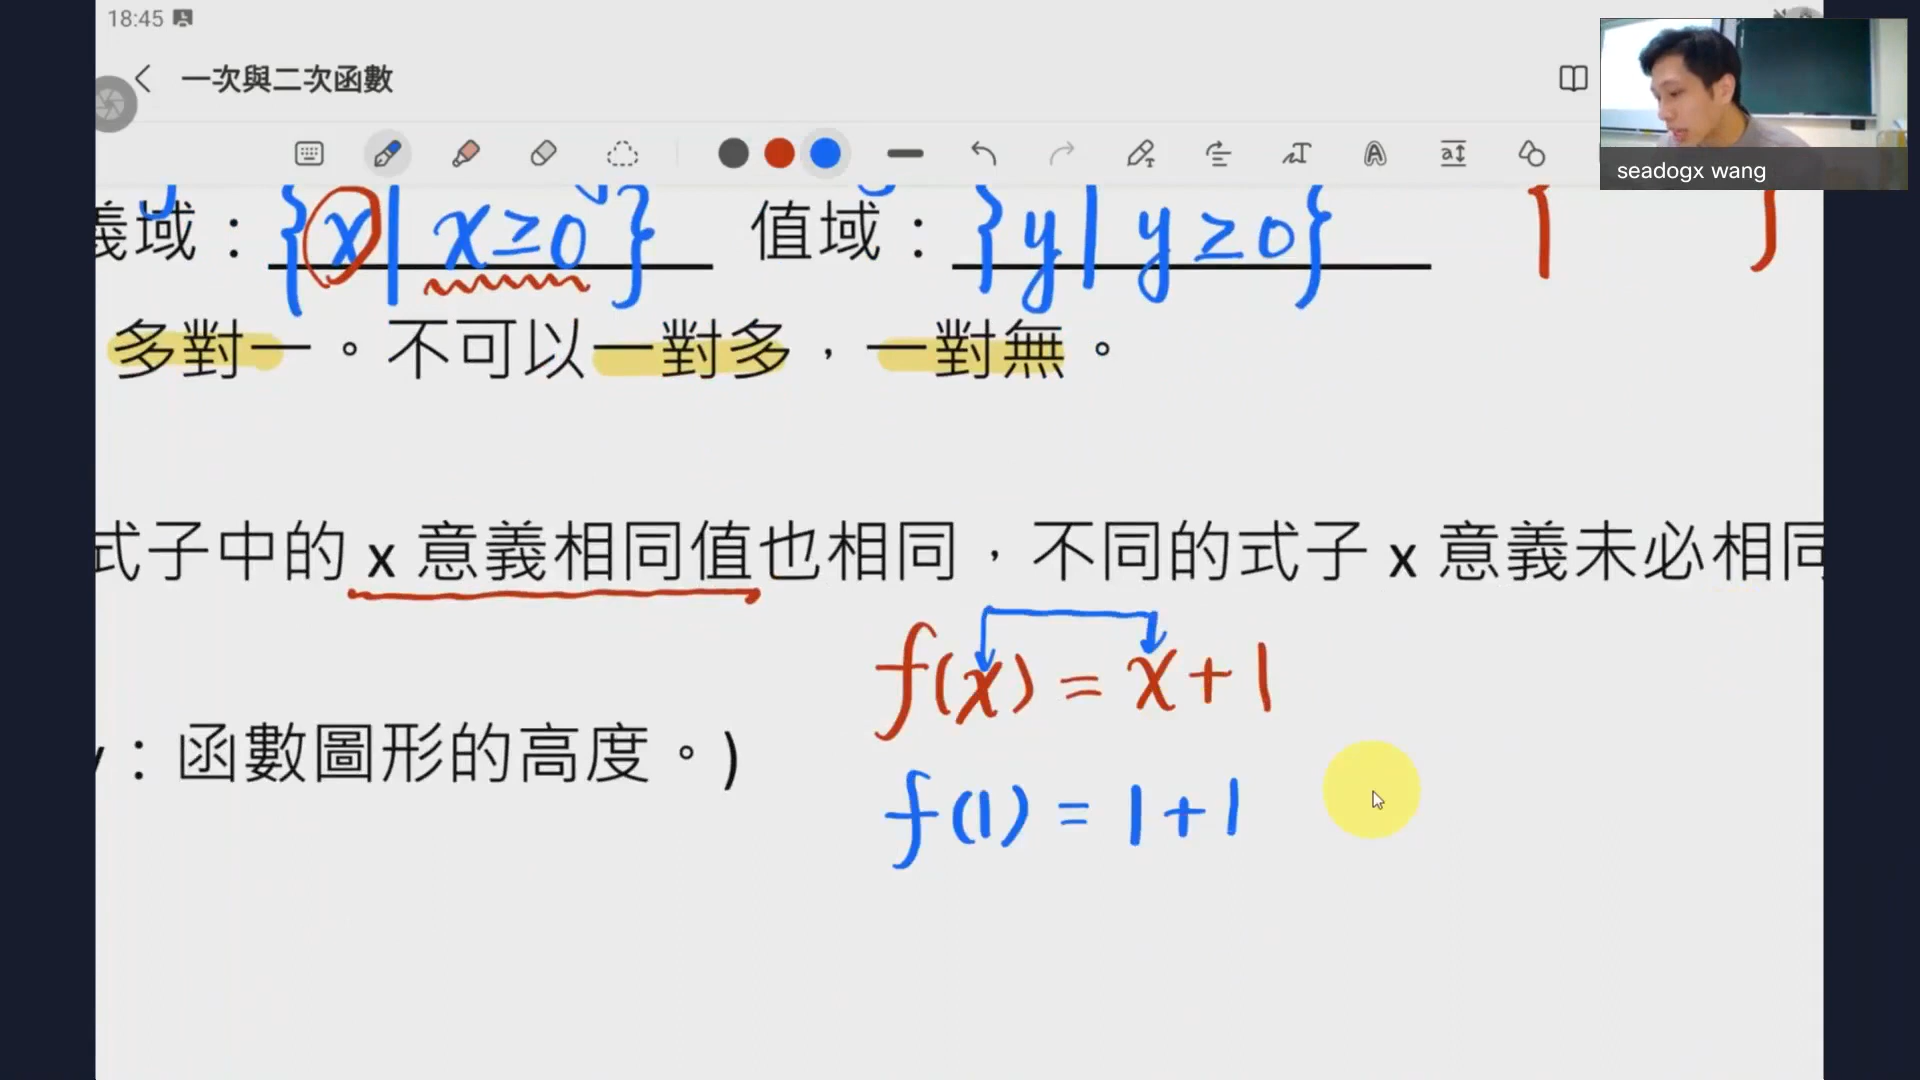 18:45
一次與二次函數
seadogx wang
義域：{x| x≥0} 值域：{y| y≥0}
多對一。不可以一對多，一對無。
式子中的 x 意義相同值也相同，不同的式子 x 意義未必相同
f(x) = x+1
：函數圖形的高度。)
f(1) = 1+1